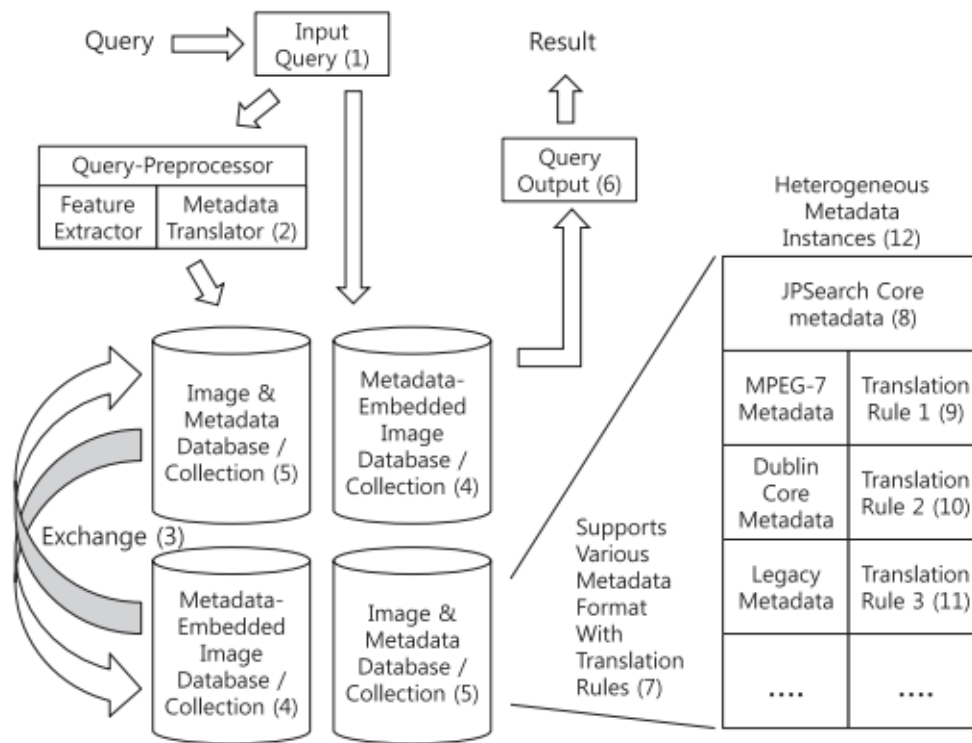 Query
Input
Query (1)
Result
Query-Preprocessor
Feature
Extractor
Metadata
Translator (2)
Query
Output (6)
Heterogeneous
Metadata
Instances (12)
JPSearch Core
metadata (8)
MPEG-7
Metadata
Translation
Rule 1 (9)
Dublin
Core
Metadata
Translation
Rule 2 (10)
Legacy
Metadata
Translation
Rule 3 (11)
....
....
Image &
Metadata
Database /
Collection (5)
Metadata-
Embedded
Image
Database /
Collection (4)
Exchange (3)
Metadata-
Embedded
Image
Database /
Collection (4)
Image &
Metadata
Database /
Collection (5)
Supports
Various
Metadata
Format
With
Translation
Rules (7)